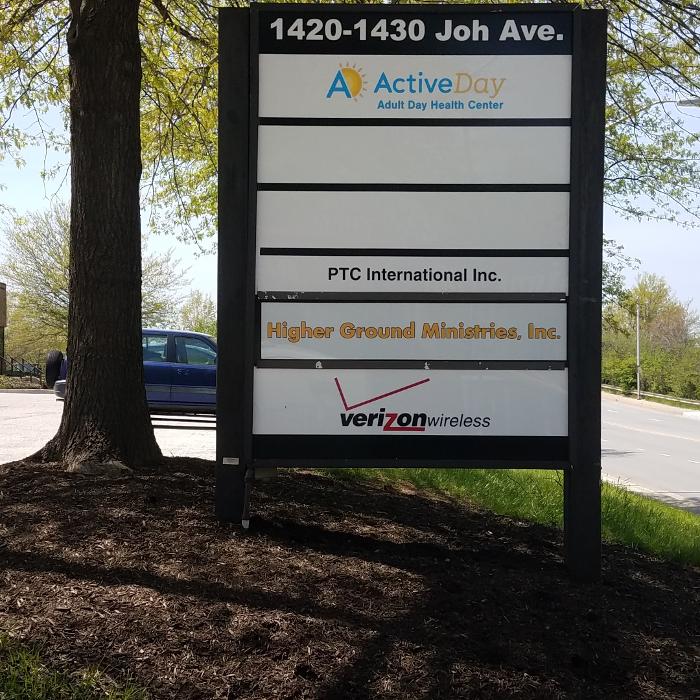 1420-1430 Joh Ave.
ActiveDay
Adult Day Health Center
PTC International Inc.
Higher Ground Ministries, Inc.
verizonwireless